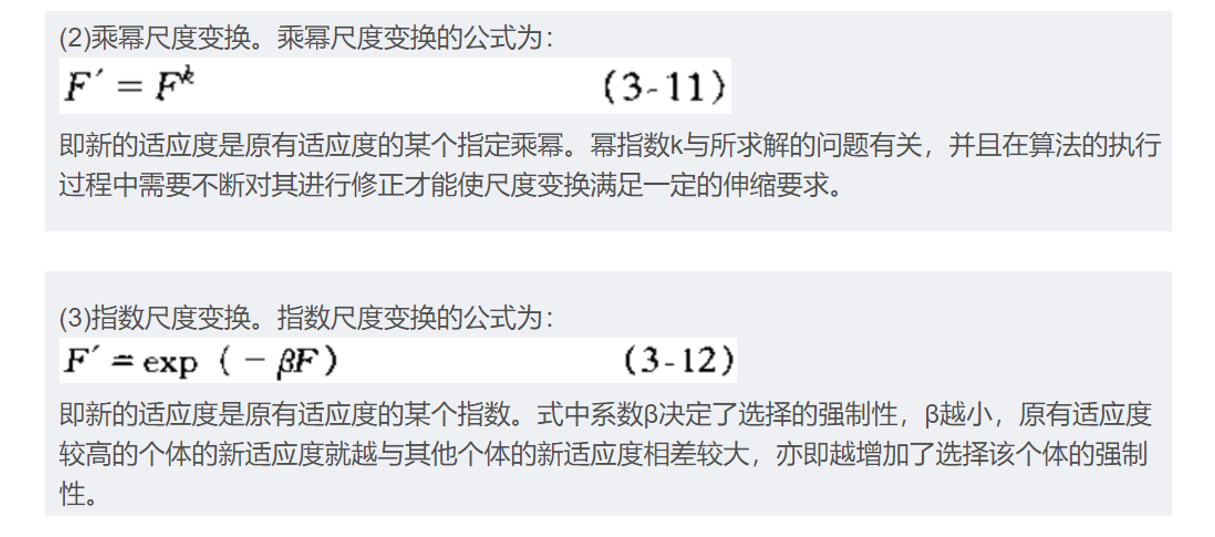 (2)乘幂尺度变换。乘幂尺度变换的公式为：
F′ = F^k (3-11)
即新的适应度是原有适应度的某个指定乘幂。幂指数k与所求解的问题有关，并且在算法的执行
过程中需要不断对其进行修正才能使尺度变换满足一定的伸缩要求。
(3)指数尺度变换。指数尺度变换的公式为：
F′ = exp (－βF) (3-12)
即新的适应度是原有适应度的某个指数。式中系数β决定了选择的强制性，β越小，原有适应度
较高的个体的新适应度就越与其他个体的新适应度相差较大，亦即越增加了选择该个体的强制
性。